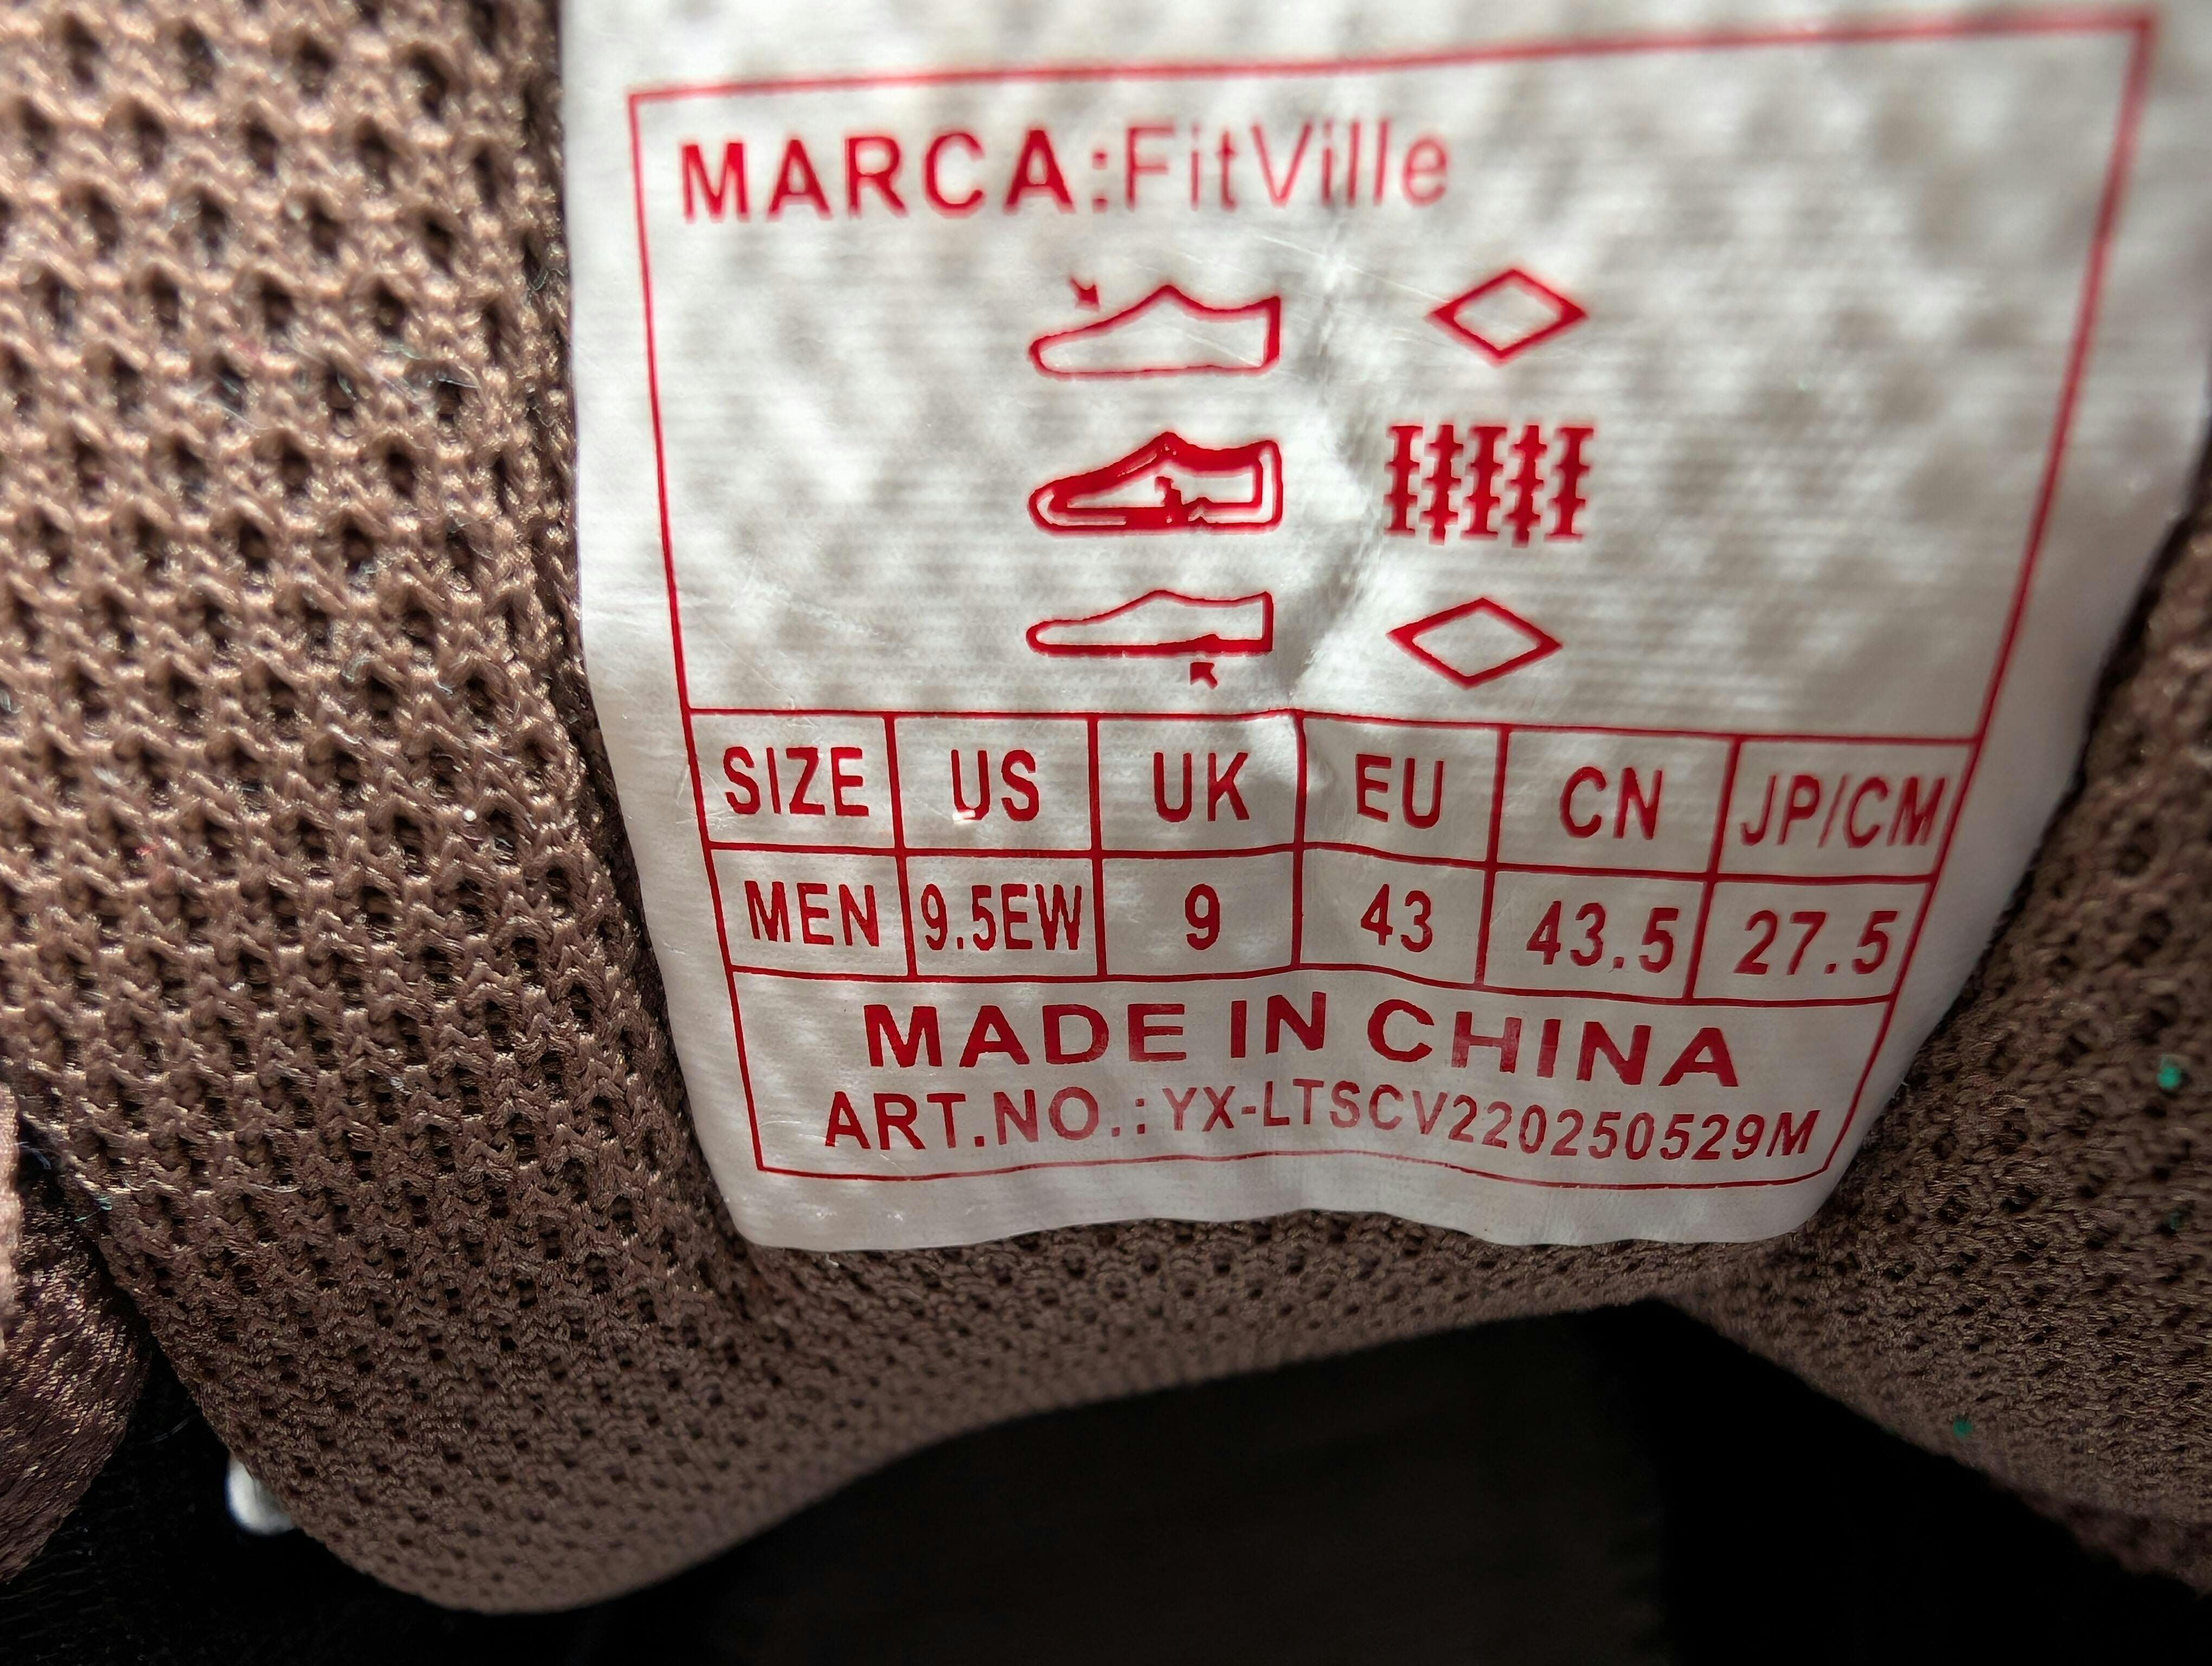 MARCA:FitVille
SIZE US UK EU CN JP/CM
MEN 9.5EW 9 43 43.5 27.5
MADE IN CHINA
ART.NO.:YX-LTSCV220250529M